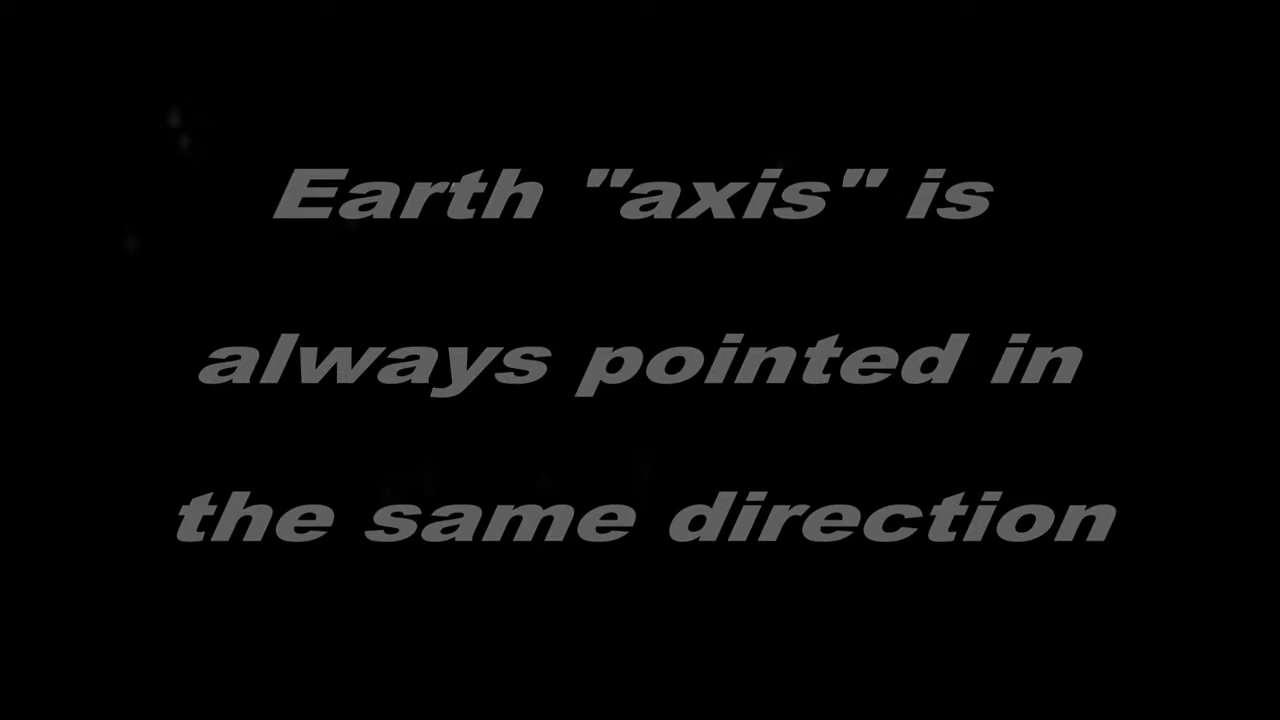 Earth "axis" is
always pointed in
the same direction